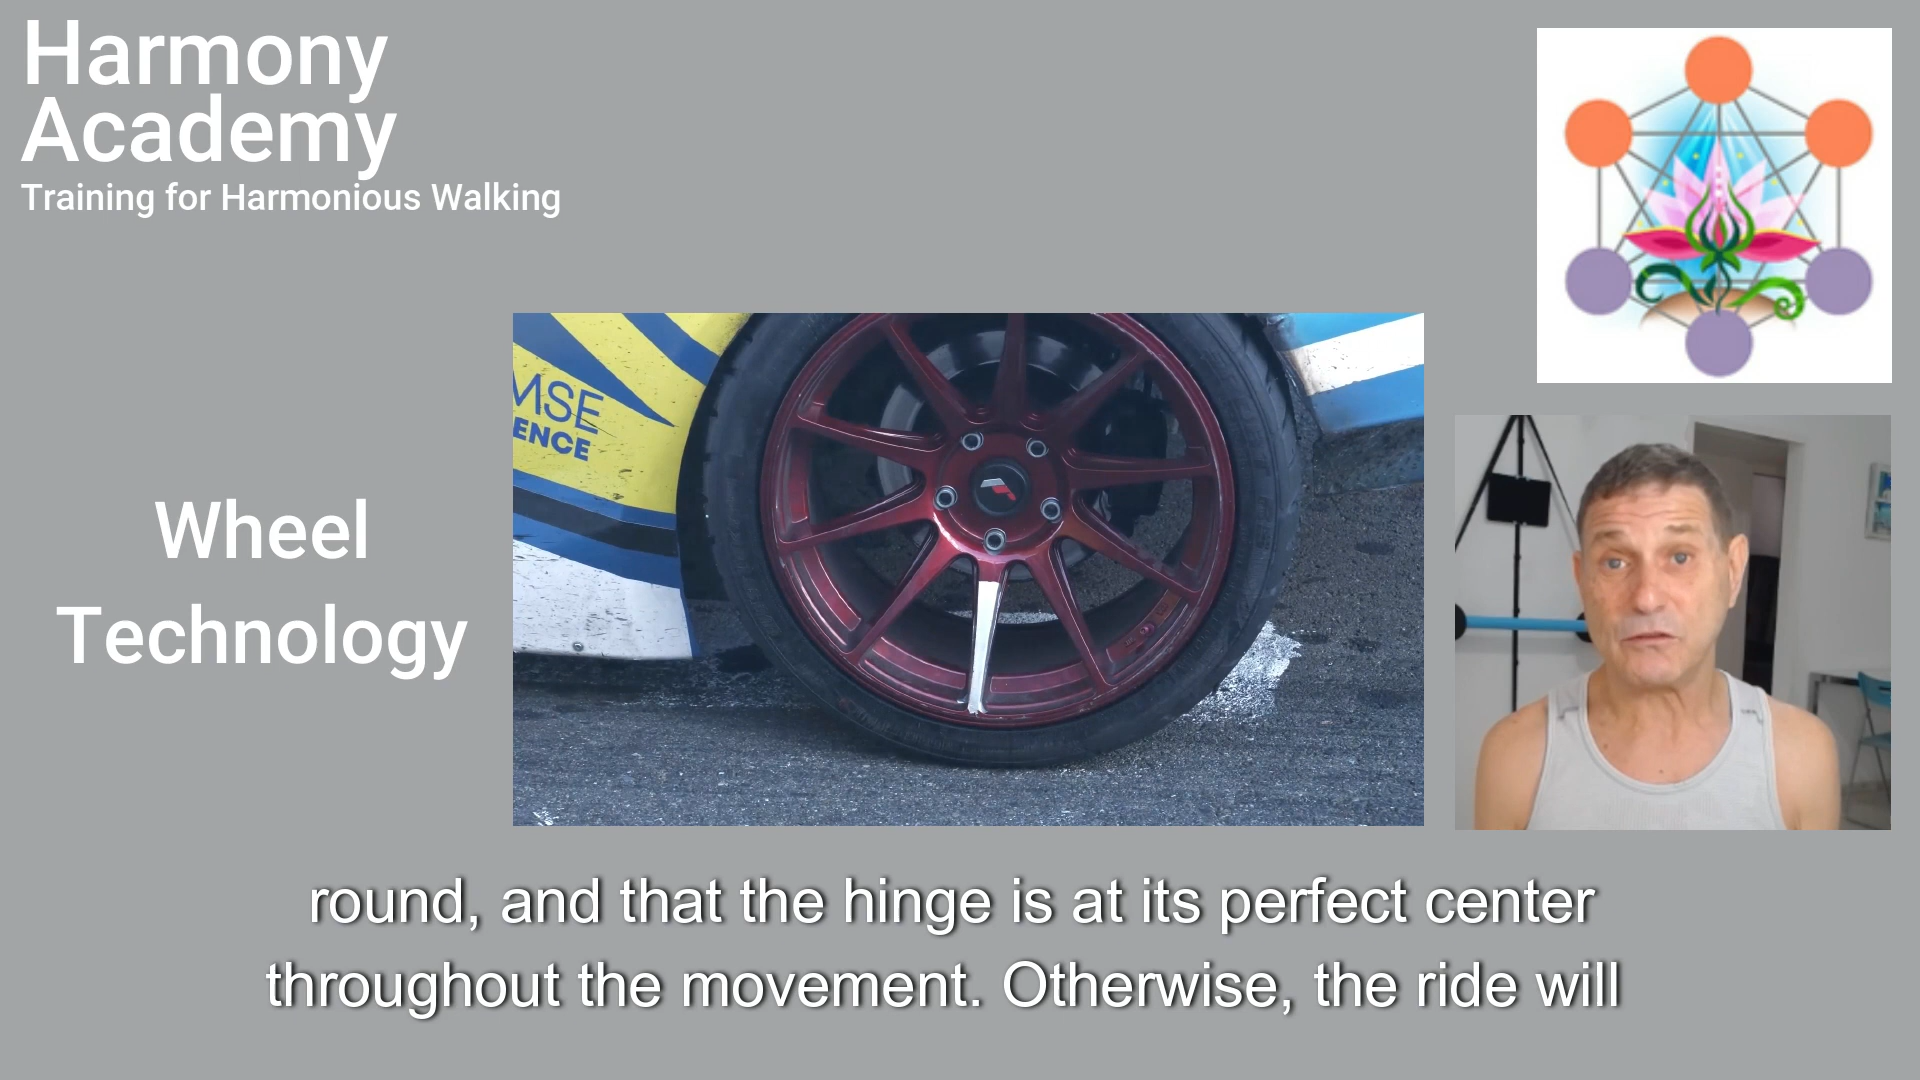 Harmony
Academy
Training for Harmonious Walking
MSE
ENCE
Wheel
Technology
round, and that the hinge is at its perfect center
throughout the movement. Otherwise, the ride will